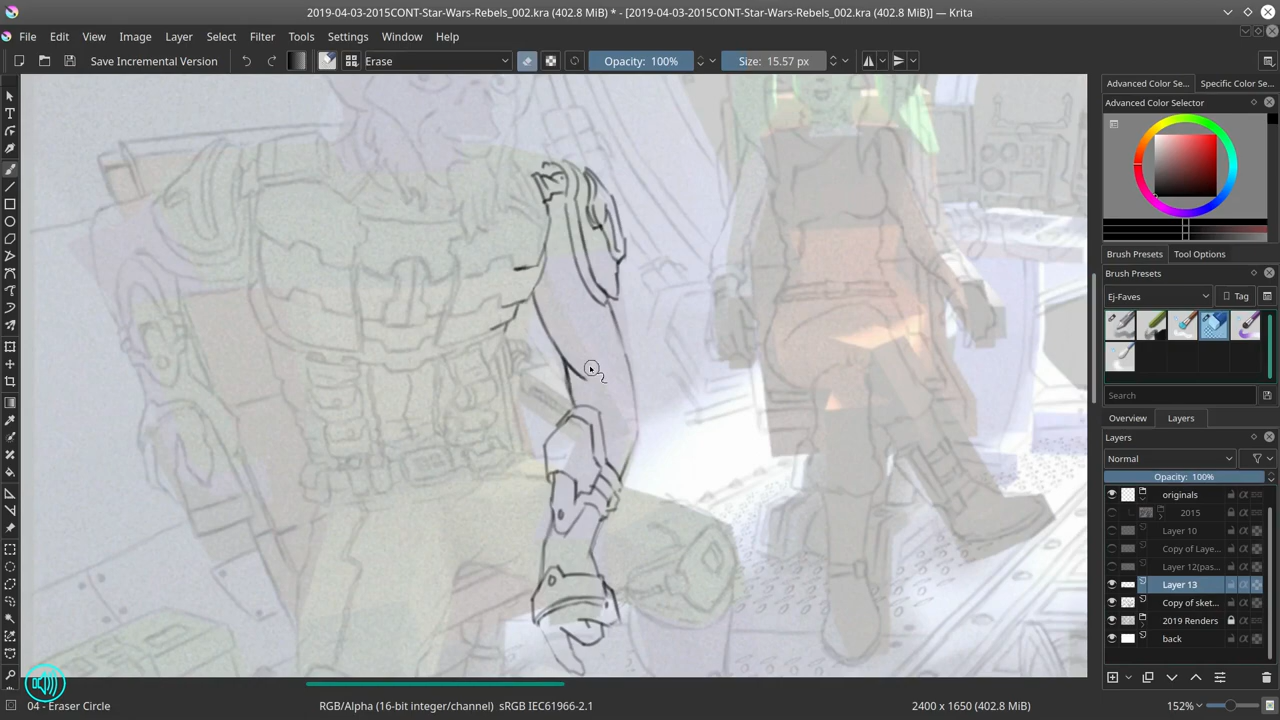 2019-04-03-2015CONT-Star-Wars-Rebels_002.kra (402.8 MiB) * - [2019-04-03-2015CONT-Star-Wars-Rebels_002.kra (402.8 MiB)] — Krita
File Edit View Image Layer Select Filter Tools Settings Window Help
Save Incremental Version Erase Opacity: 100% Size: 15.57 px
Advanced Color Se... Specific Color Se...
Advanced Color Selector
Brush Presets Tool Options
Brush Presets
Ej-Faves Tag
Search
Overview Layers
Layers
Normal
Opacity: 100%
originals
2015
Layer 10
Copy of Laye...
Layer 12(pas...
Layer 13
Copy of sket...
2019 Renders
back
04 - Eraser Circle RGB/Alpha (16-bit integer/channel) sRGB IEC61966-2.1 2400 x 1650 (402.8 MiB) 152%